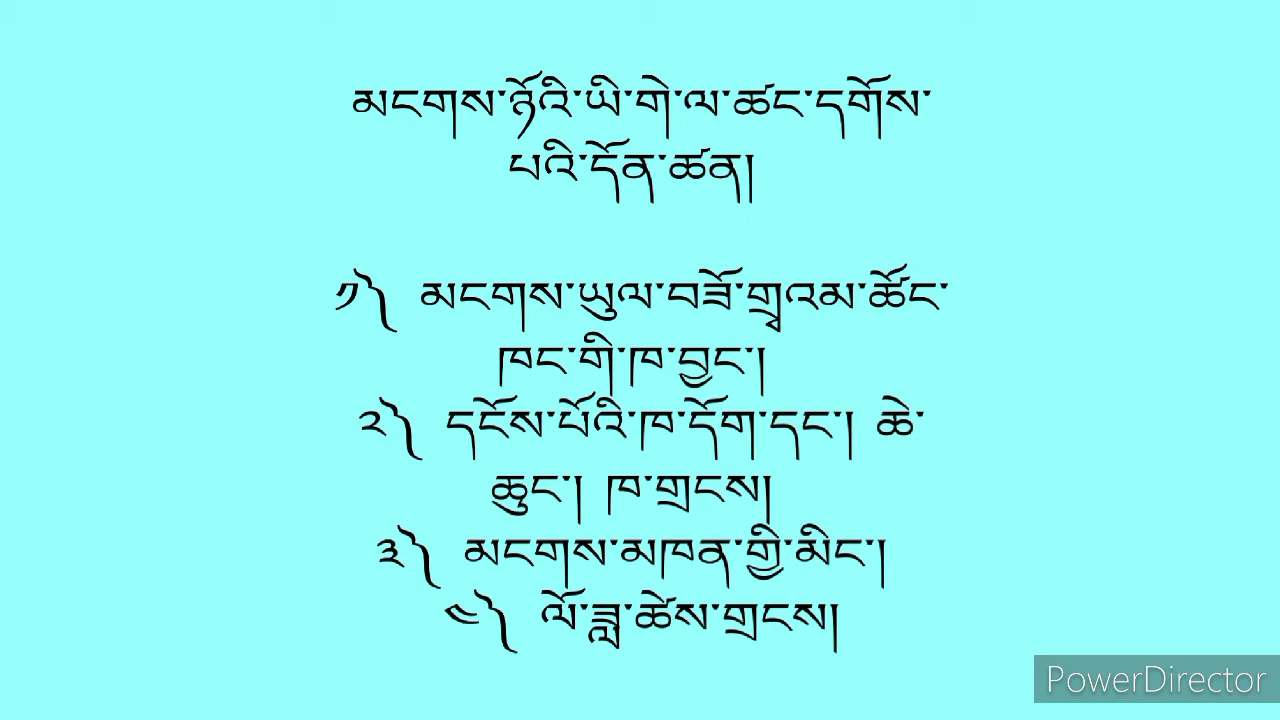 མངགས་ཉོའི་ཡི་གེ་ལ་ཚང་དགོས་
པའི་དོན་ཚན།
༡༽ མངགས་ཡུལ་བཟོ་གྲྭའམ་ཚོང་
ཁང་གི་ཁ་བྱང་།
༢༽ དངོས་པོའི་ཁ་དོག་དང་། ཆེ་
ཆུང་། ཁ་གྲངས།
༣༽ མངགས་མཁན་གྱི་མིང་།
༤༽ ལོ་ཟླ་ཚེས་གྲངས།
PowerDirector